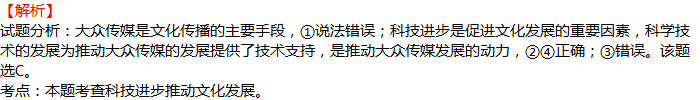 【解析】
试题分析：大众传媒是文化传播的主要手段，①说法错误；科技进步是促进文化发展的重要因素，科学技
术的发展为推动大众传媒的发展提供了技术支持，是推动大众传媒发展的动力，②④正确；③错误。该题
选C。
考点：本题考查科技进步推动文化发展。